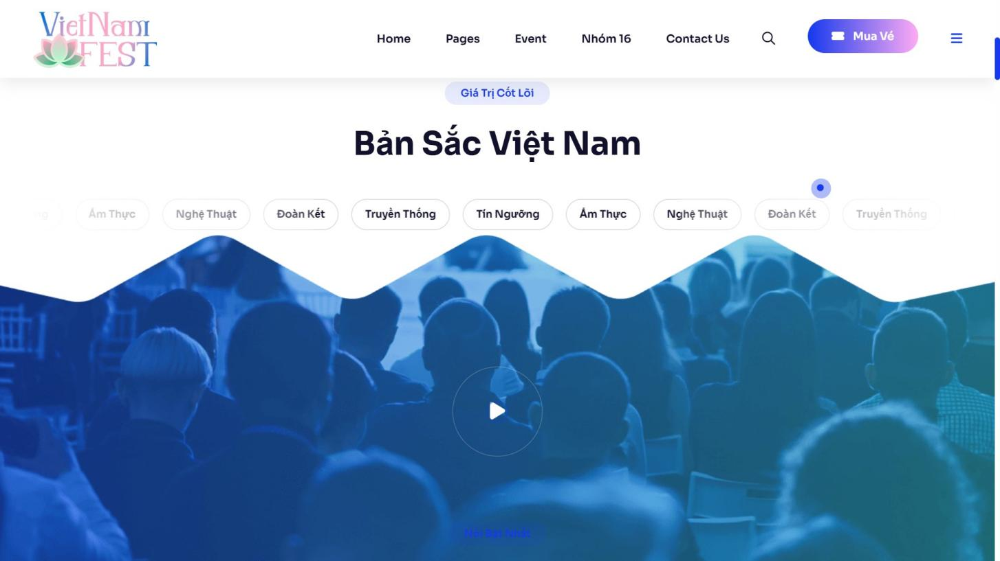 VietNam
FEST
Home
Pages
Event
Nhóm 16
Contact Us
Mua Vé
Giá Trị Cốt Lõi
Bản Sắc Việt Nam
Ẩm Thực
Nghệ Thuật
Đoàn Kết
Truyền Thống
Tín Ngưỡng
Ẩm Thực
Nghệ Thuật
Đoàn Kết
Truyền Thống
Nổi Bật Nhất